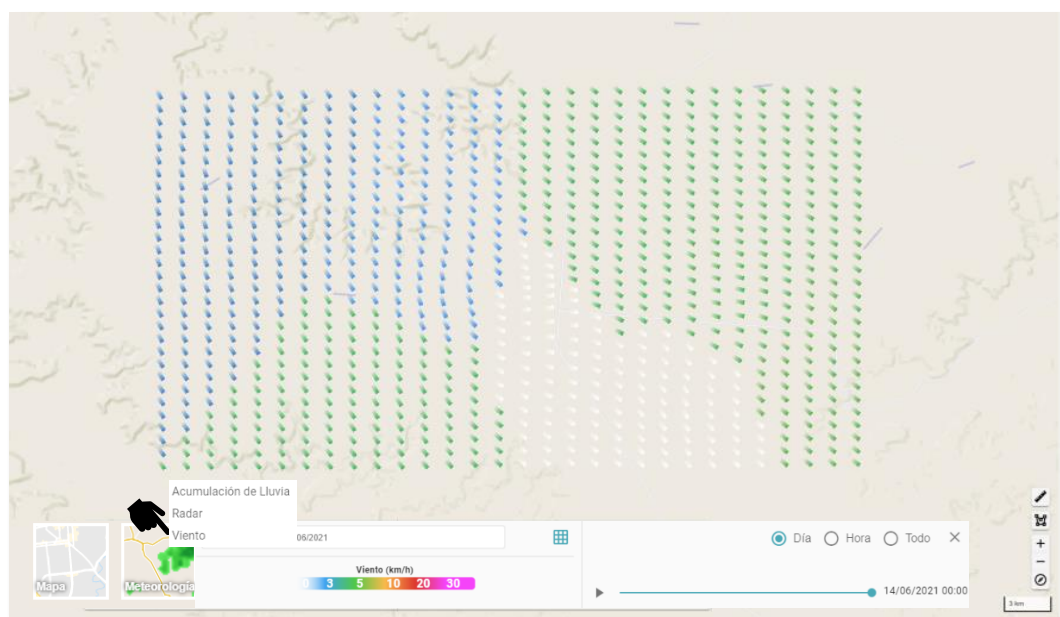 Acumulación de Lluvia
Radar
Viento
06/2021
Día Hora Todo
Mapa
Meteorología
Viento (km/h)
3 5 10 20 30
14/06/2021 00:00
3 km